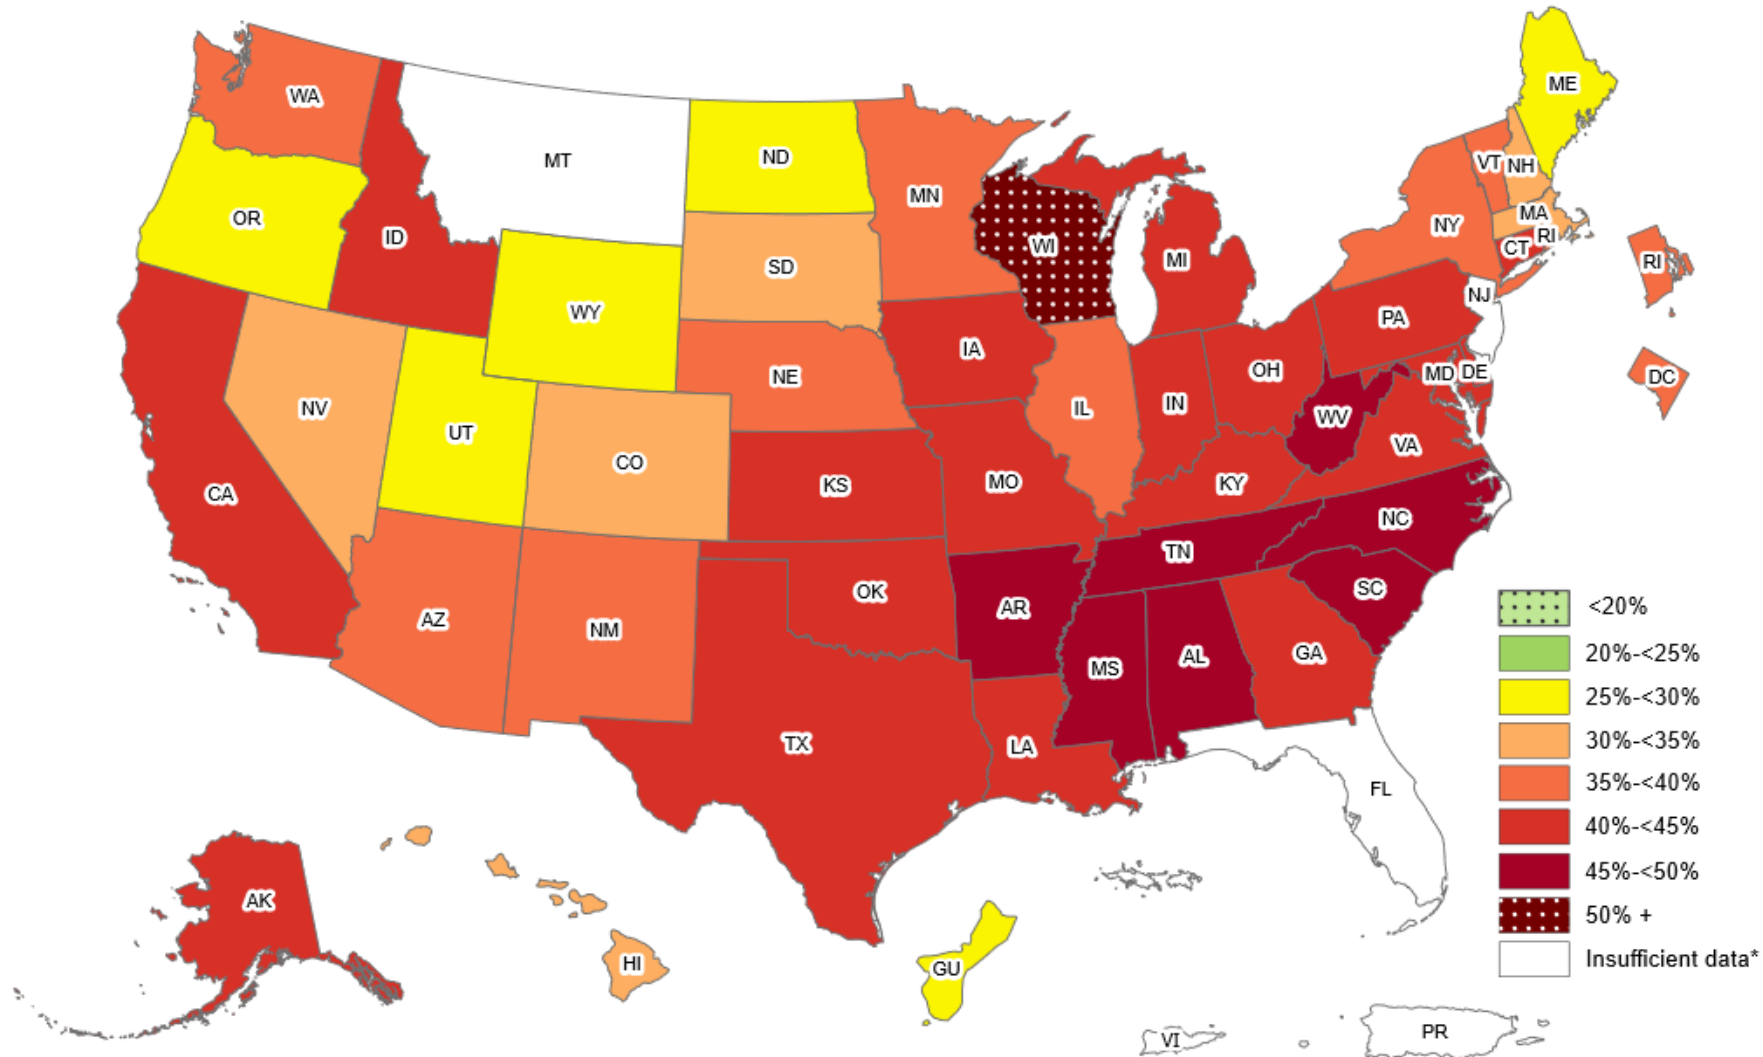 ME
WA
MT
ND
MN
VT
NH
OR
MA
NY
RI
ID
WI
CT
MI
SD
RI
NJ
WY
PA
IA
OH
MD
DE
NE
DC
IN
NV
IL
WV
UT
VA
CO
KS
MO
KY
CA
NC
TN
OK
SC
AR
<20%
AZ
NM
GA
20%-<25%
AL
MS
25%-<30%
30%-<35%
TX
LA
35%-<40%
FL
40%-<45%
45%-<50%
AK
50% +
HI
GU
Insufficient data*
PR
VI